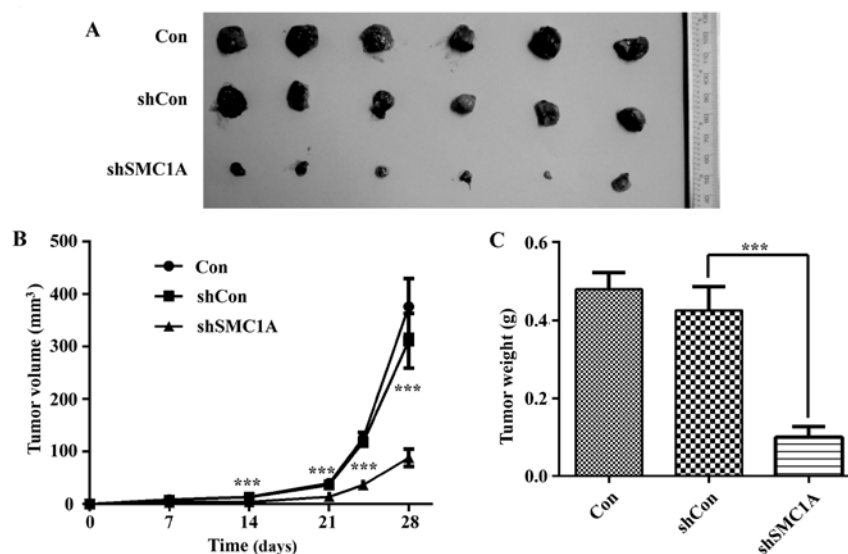 A
Con
shCon
shSMC1A
B
Tumor volume (mm³)
500
400
300
200
100
0
Con
shCon
shSMC1A
***
***
***
***
0
7
14
21
28
Time (days)
C
Tumor weight (g)
0.6
0.4
0.2
0.0
***
Con
shCon
shSMC1A